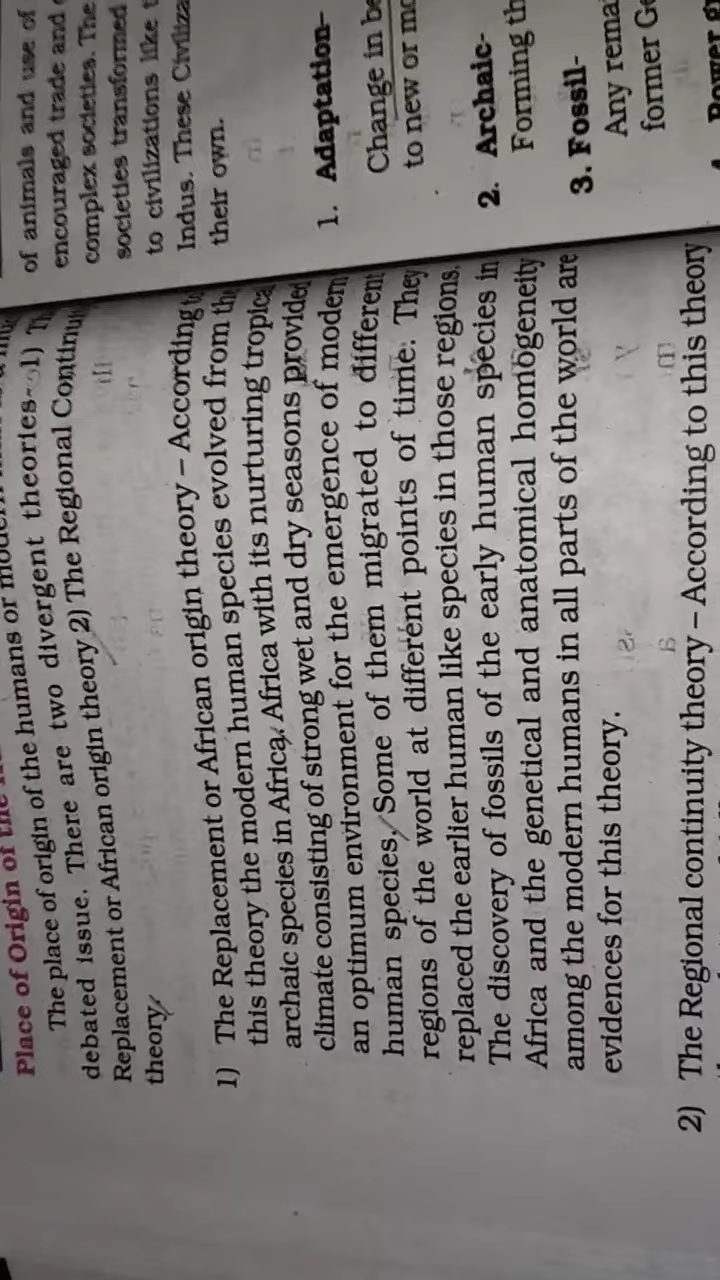 Place of Origin of the
The place of origin of the humans or modern
debated issue. There are two divergent theories- 1)
Replacement or African origin theory 2) The Regional Continuity
theory
1) The Replacement or African origin theory – According to
this theory the modern human species evolved from the
archaic species in Africa. Africa with its nurturing tropical
climate consisting of strong wet and dry seasons provided
an optimum environment for the emergence of modern
human species. Some of them migrated to different
regions of the world at different points of time. They
replaced the earlier human like species in those regions.
The discovery of fossils of the early human species in
Africa and the genetical and anatomical homogeneity
among the modern humans in all parts of the world are
evidences for this theory.
2) The Regional continuity theory – According to this theory
of animals and use of
encouraged trade and
complex societies. The
societies transformed
to civilizations like
Indus. These
their own.
1. Adaptation-
Change in
to new or
2. Archaic-
Forming
3. Fossil-
Any
former
Power